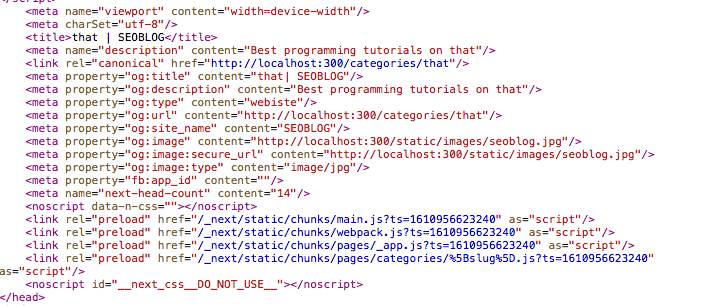 </script>
<meta name="viewport" content="width=device-width"/>
<meta charSet="utf-8"/>
<title>that | SEOBLOG</title>
<meta name="description" content="Best programming tutorials on that"/>
<link rel="canonical" href="http://localhost:300/categories/that"/>
<meta property="og:title" content="that| SEOBLOG"/>
<meta property="og:description" content="Best programming tutorials on that"/>
<meta property="og:type" content="webiste"/>
<meta property="og:url" content="http://localhost:300/categories/that"/>
<meta property="og:site_name" content="SEOBLOG"/>
<meta property="og:image" content="http://localhost:300/static/images/seoblog.jpg"/>
<meta property="og:image:secure_url" content="http://localhost:300/static/images/seoblog.jpg"/>
<meta property="og:image:type" content="image/jpg"/>
<meta property="fb:app_id" content=""/>
<meta name="next-head-count" content="14"/>
<noscript data-n-css=""></noscript>
<link rel="preload" href="/_next/static/chunks/main.js?ts=1610956623240" as="script"/>
<link rel="preload" href="/_next/static/chunks/webpack.js?ts=1610956623240" as="script"/>
<link rel="preload" href="/_next/static/chunks/pages/_app.js?ts=1610956623240" as="script"/>
<link rel="preload" href="/_next/static/chunks/pages/categories/%5Bslug%5D.js?ts=1610956623240"
as="script"/>
<noscript id="__next_css__DO_NOT_USE__"></noscript>
</head>